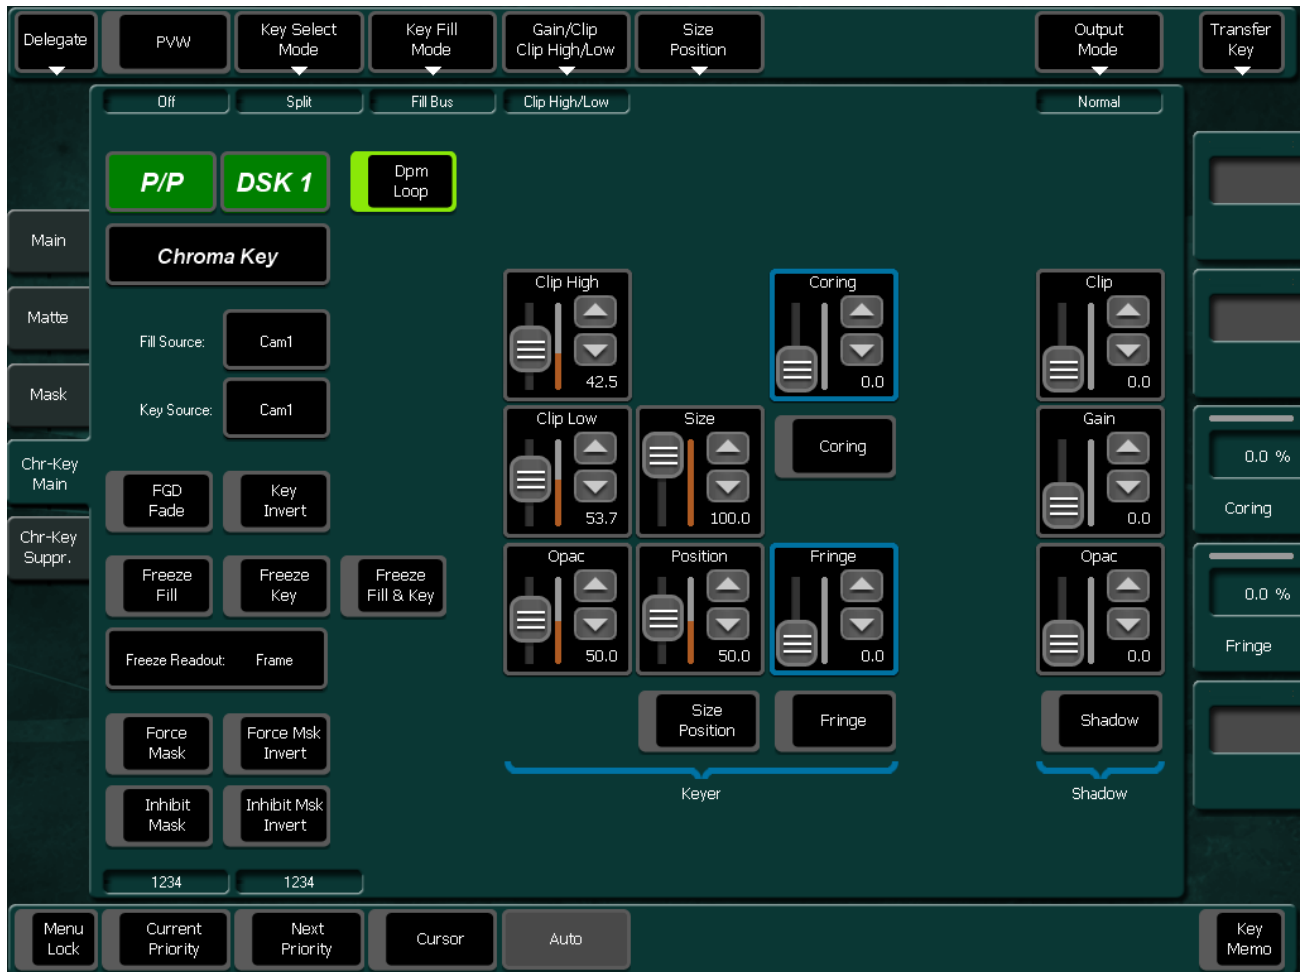 Delegate
PVW
Key Select
Mode
Key Fill
Mode
Gain/Clip
Clip High/Low
Size
Position
Output
Mode
Transfer
Key
Off
Split
Fill Bus
Clip High/Low
Normal
P/P
DSK 1
Dpm
Loop
Main
Chroma Key
Matte
Fill Source:
Cam1
Mask
Key Source:
Cam1
Chr-Key
Main
Chr-Key
Suppr.
FGD
Fade
Key
Invert
Freeze
Fill
Freeze
Key
Freeze
Fill & Key
Freeze Readout:
Frame
Force
Mask
Force Msk
Invert
Inhibit
Mask
Inhibit Msk
Invert
1234
1234
Clip High
42.5
Coring
0.0
Clip Low
53.7
Size
100.0
Coring
Opac
50.0
Position
50.0
Fringe
0.0
Size
Position
Fringe
Keyer
Clip
0.0
Gain
0.0
Opac
0.0
Shadow
Shadow
0.0 %
Coring
0.0 %
Fringe
Menu
Lock
Current
Priority
Next
Priority
Cursor
Auto
Key
Memo